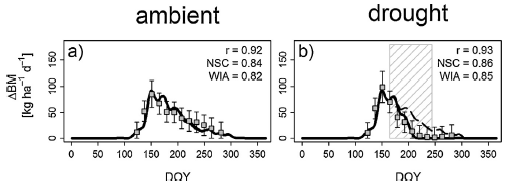 ambient
drought
a)
r = 0.92
NSC = 0.84
WIA = 0.82
b)
r = 0.93
NSC = 0.86
WIA = 0.85
ΔBM
[kg ha⁻¹ d⁻¹]
0 50 100 150
0 50 100 150
0 50 100 150 200 250 300 350
0 50 100 150 200 250 300 350
DOY
DOY